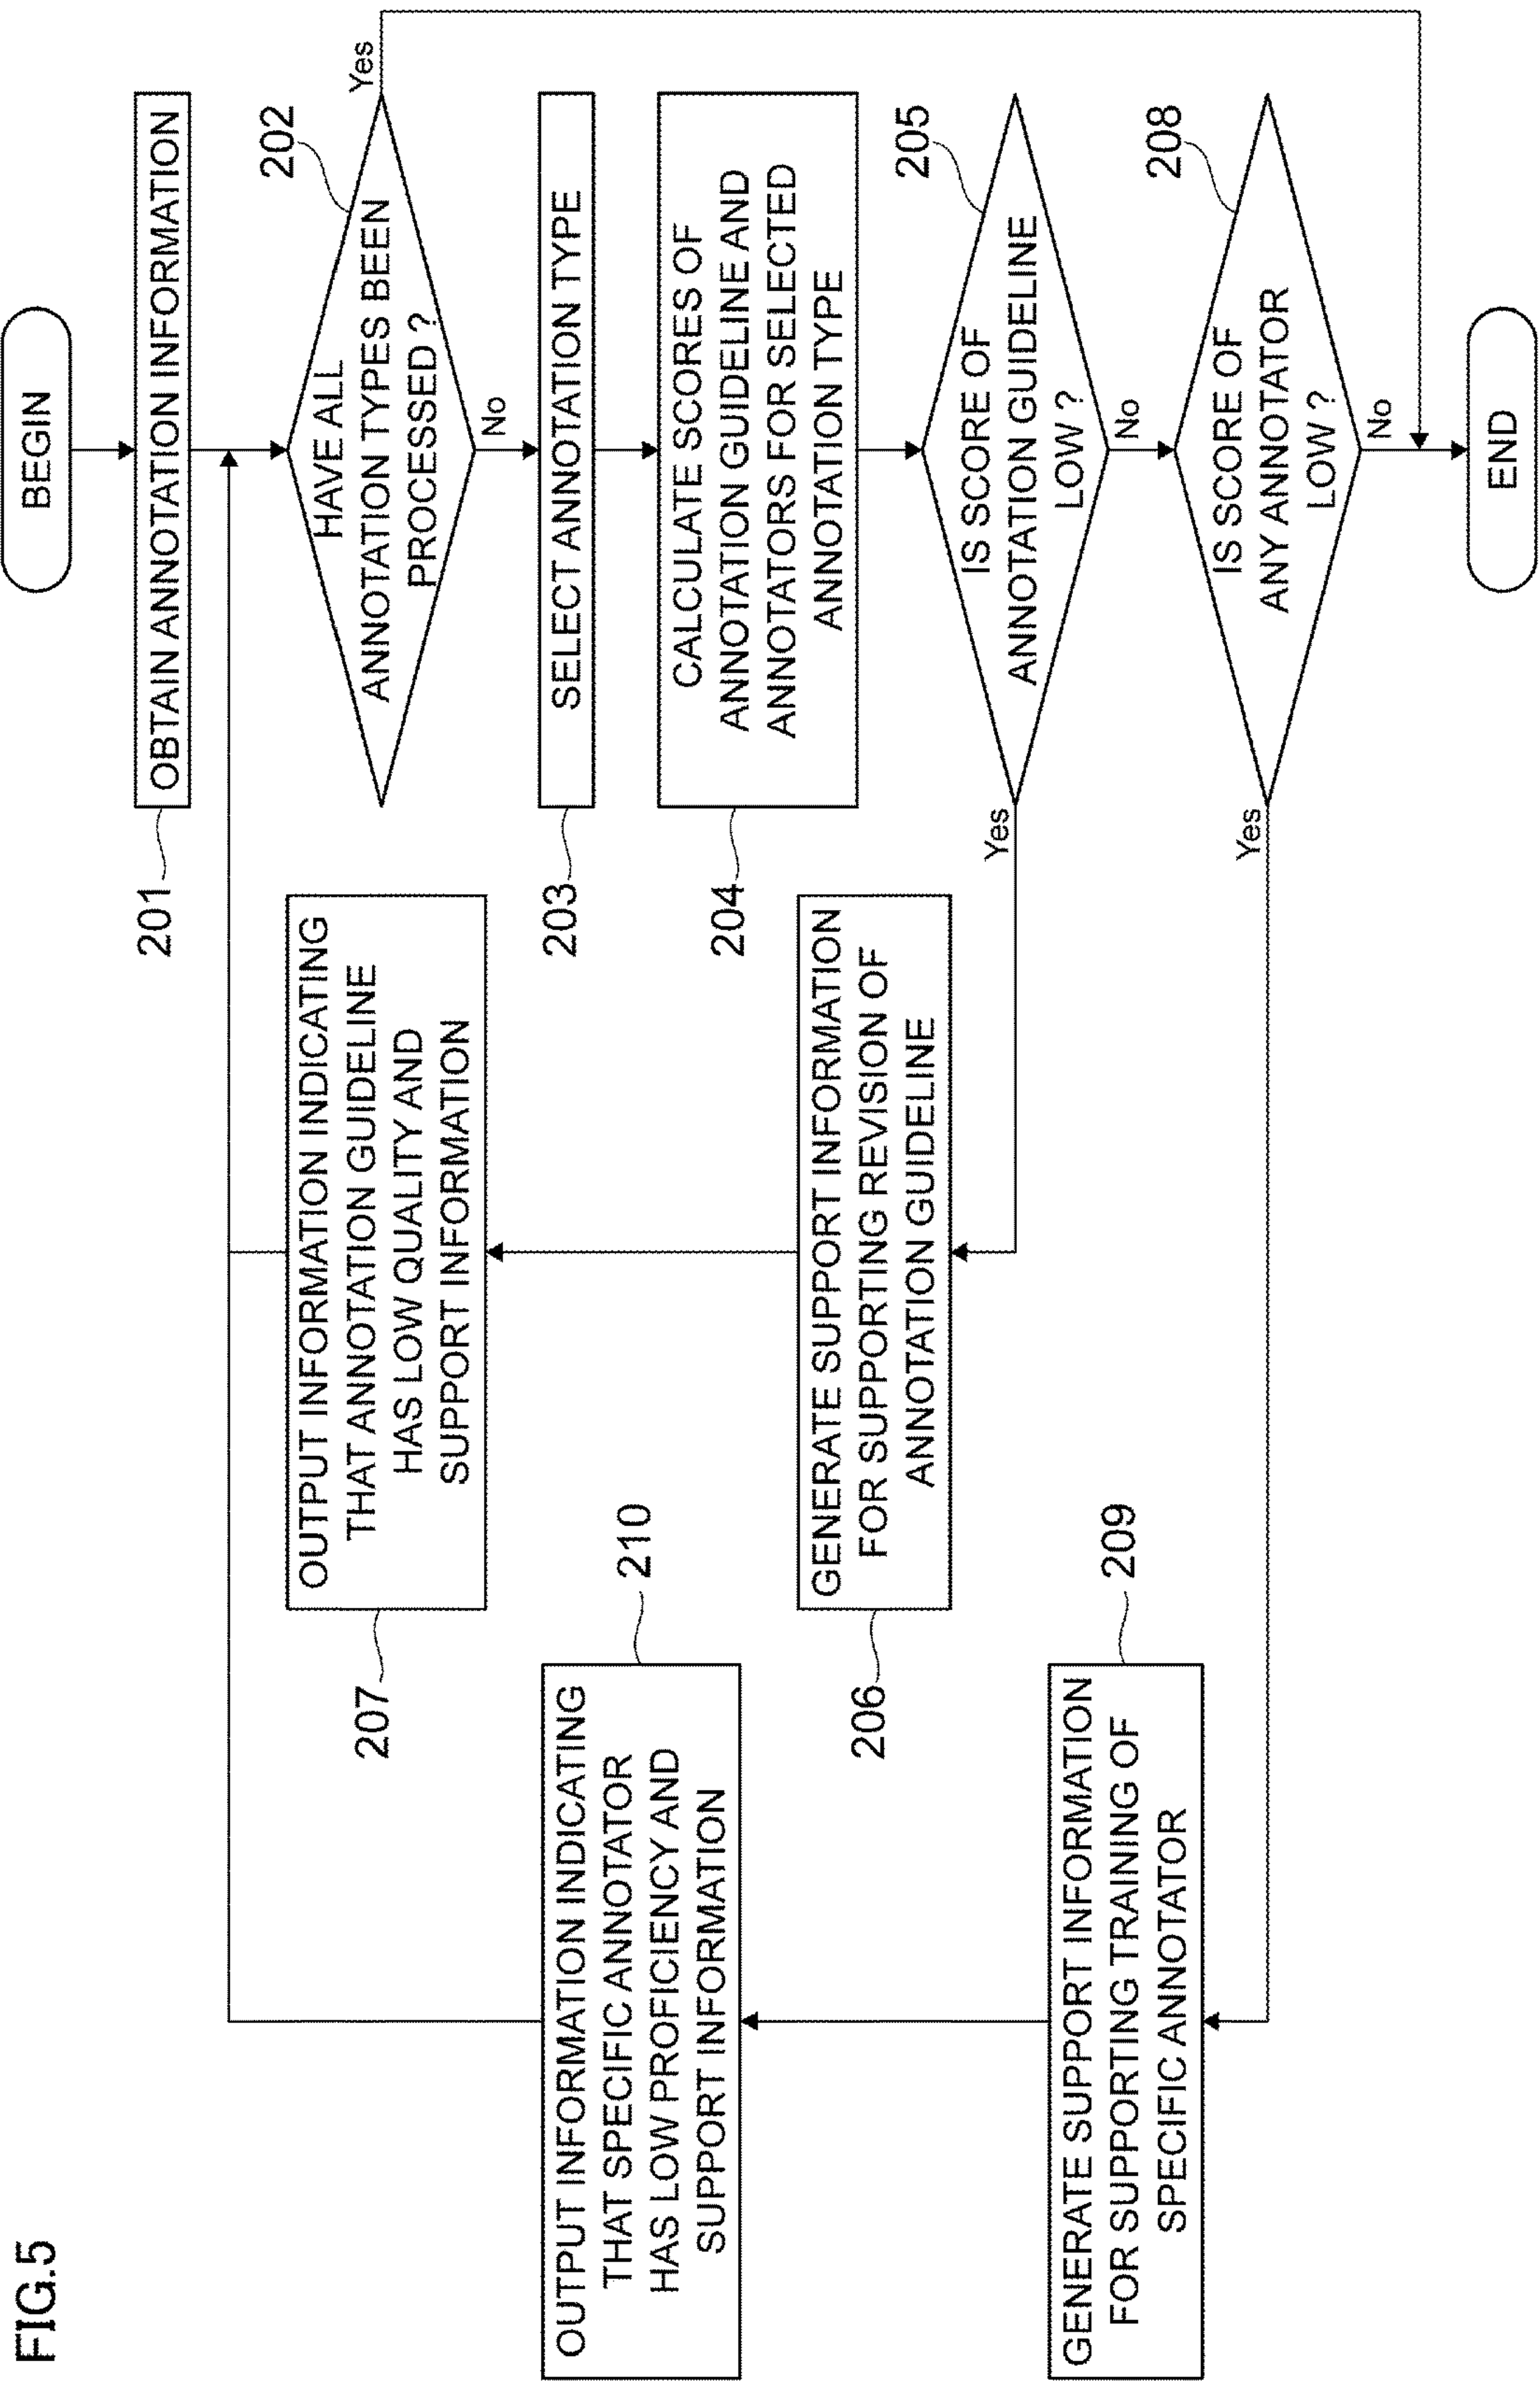 FIG.5
BEGIN
201
OBTAIN ANNOTATION INFORMATION
202
HAVE ALL
ANNOTATION TYPES BEEN
PROCESSED ?
Yes
No
203
SELECT ANNOTATION TYPE
204
CALCULATE SCORES OF
ANNOTATION GUIDELINE AND
ANNOTATORS FOR SELECTED
ANNOTATION TYPE
205
IS SCORE OF
ANNOTATION GUIDELINE
LOW ?
Yes
No
206
GENERATE SUPPORT INFORMATION
FOR SUPPORTING REVISION OF
ANNOTATION GUIDELINE
207
OUTPUT INFORMATION INDICATING
THAT ANNOTATION GUIDELINE
HAS LOW QUALITY AND
SUPPORT INFORMATION
208
IS SCORE OF
ANY ANNOTATOR
LOW ?
Yes
No
209
GENERATE SUPPORT INFORMATION
FOR SUPPORTING TRAINING OF
SPECIFIC ANNOTATOR
210
OUTPUT INFORMATION INDICATING
THAT SPECIFIC ANNOTATOR
HAS LOW PROFICIENCY AND
SUPPORT INFORMATION
END